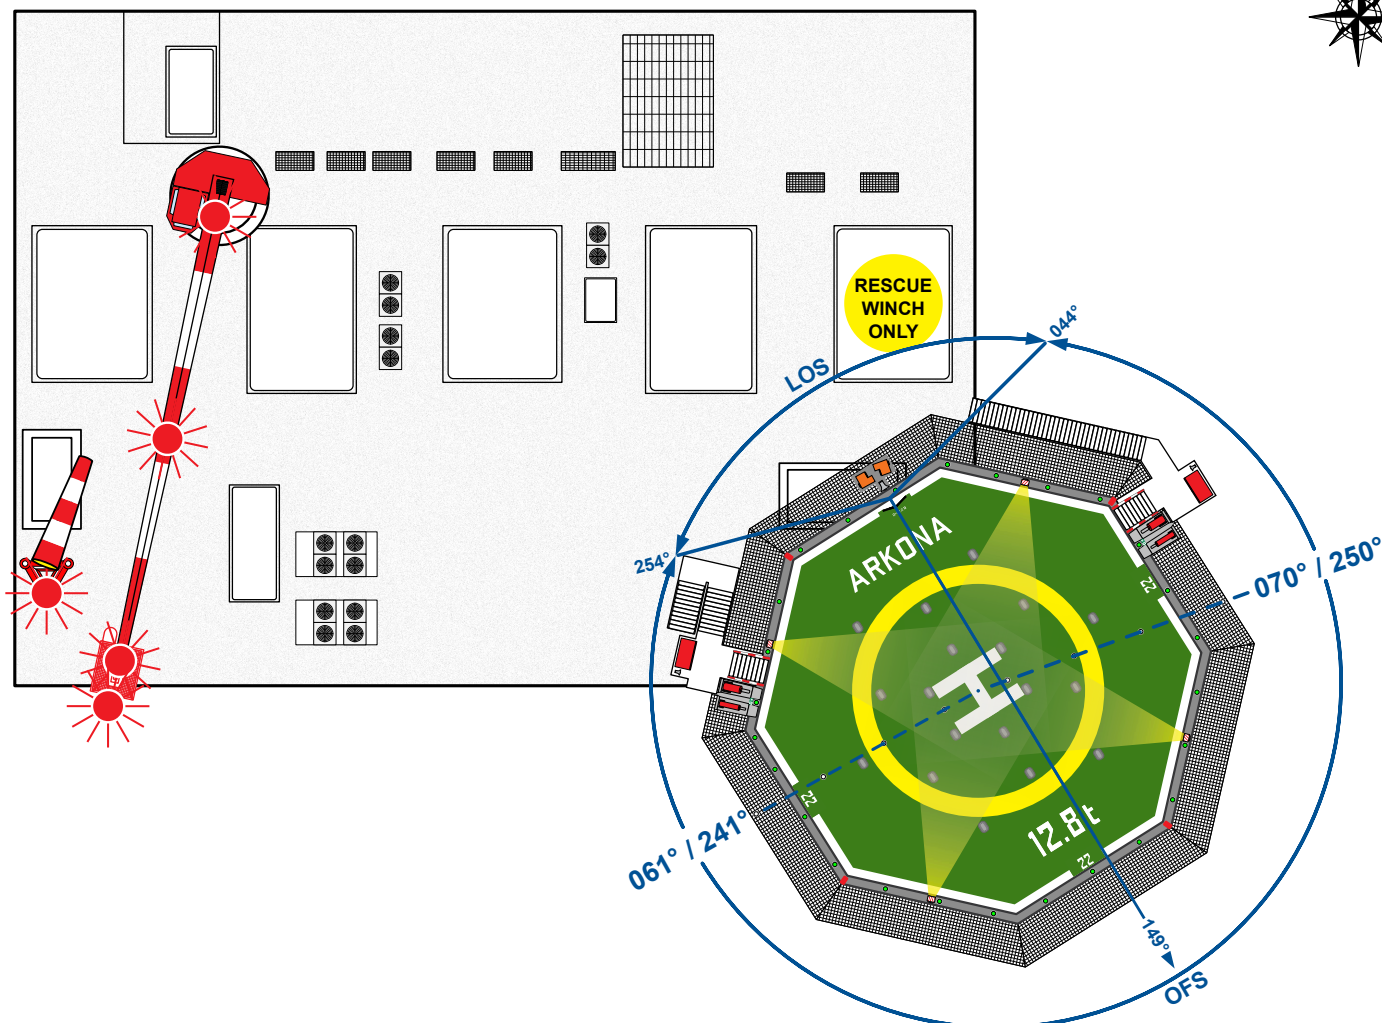 RESCUE
WINCH
ONLY
044°
LOS
254°
ARKONA
22
070° / 250°
22
061° / 241°
12.8t
22
149°
OFS